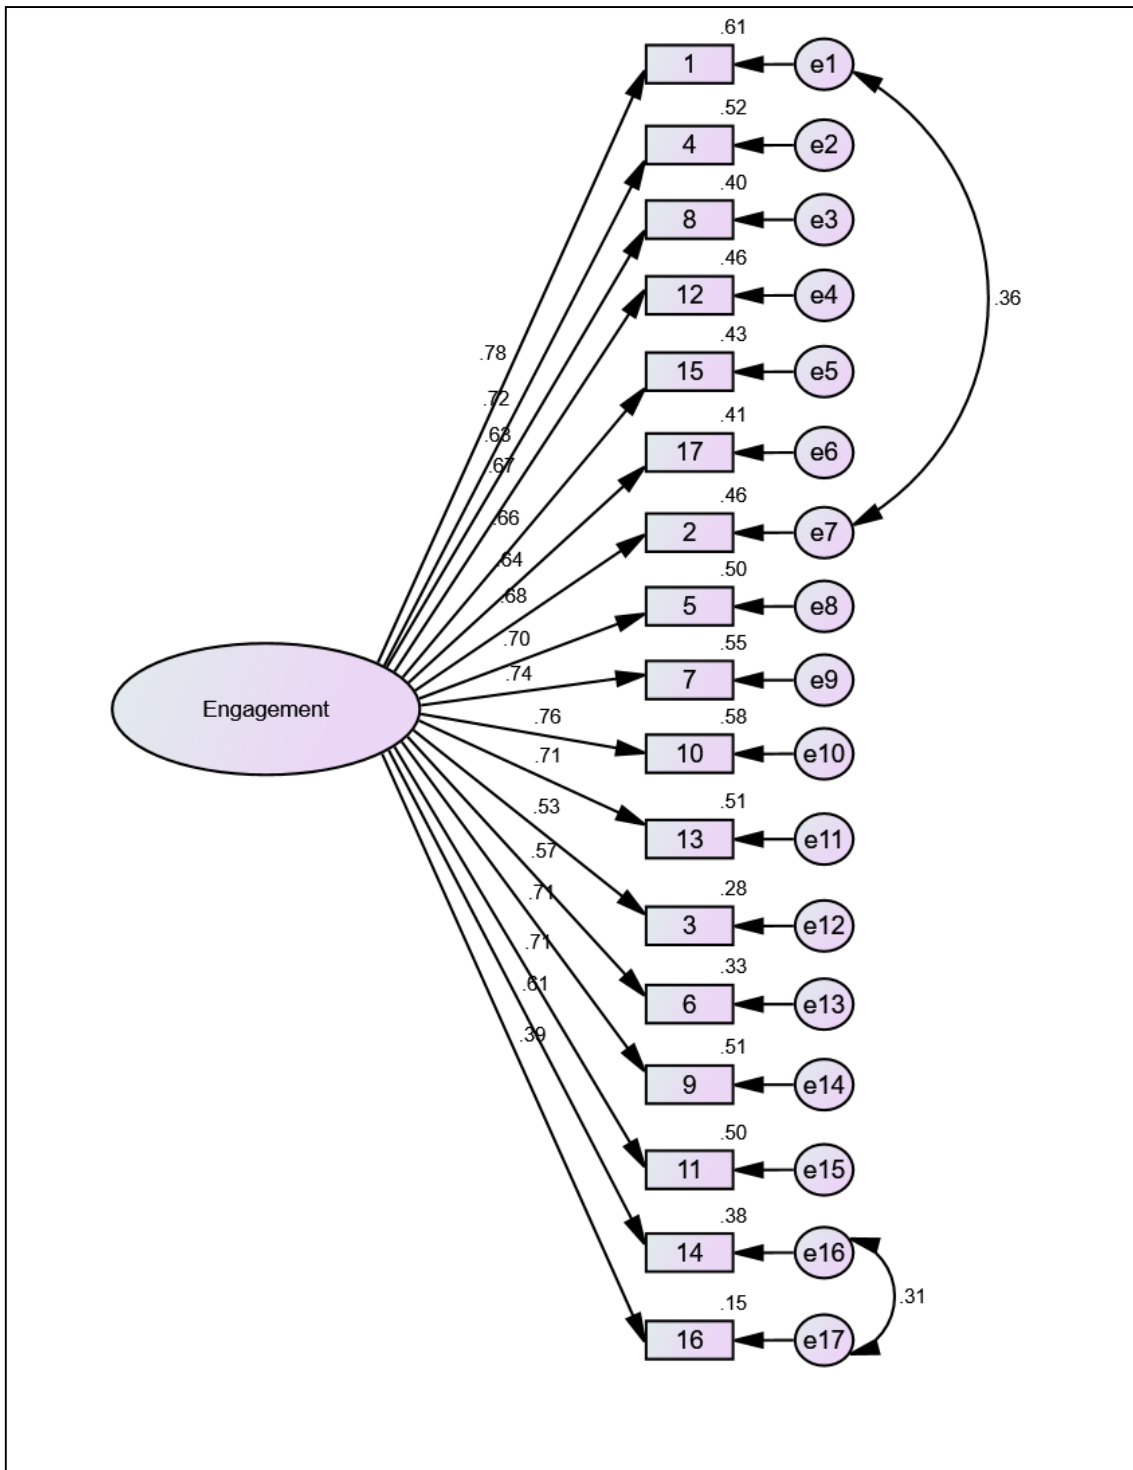 .61
1
e1
.52
4
e2
.40
8
e3
.46
12
e4
.36
.43
15
e5
.78
.72
.41
.63
17
e6
.67
.46
.66
2
e7
.64
.50
.68
5
e8
.70
.55
.74
7
e9
Engagement
.76
.58
.71
10
e10
.53
.51
13
e11
.57
.28
.71
3
e12
.71
.33
.61
6
e13
.39
.51
9
e14
.50
11
e15
.38
14
e16
.31
.15
16
e17